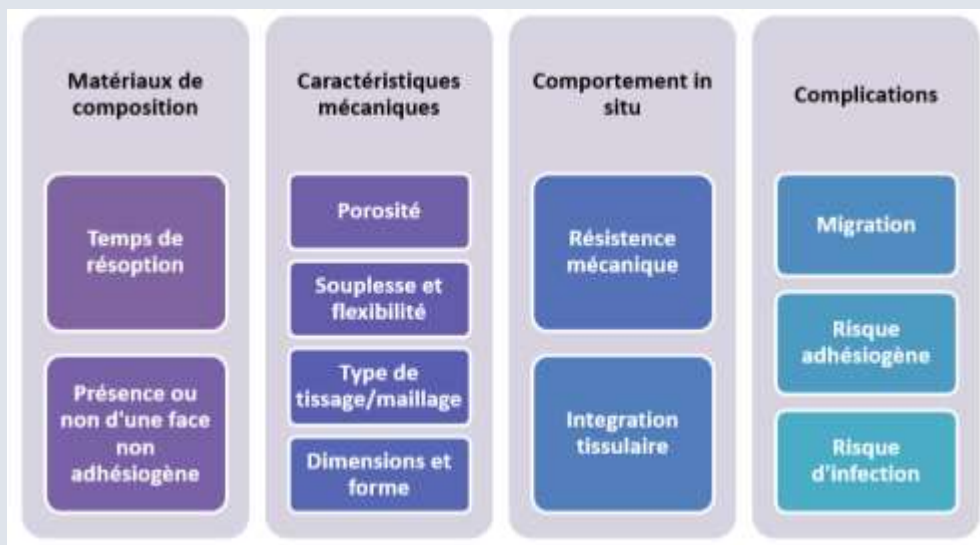 Matériaux de
composition
Temps de
résoption
Présence ou
non d'une face
non
adhésiogène
Caractéristiques
mécaniques
Porosité
Souplesse et
flexibilité
Type de
tissage/maillage
Dimensions et
forme
Comportement in
situ
Résistence
mécanique
Integration
tissulaire
Complications
Migration
Risque
adhésiogène
Risque
d'infection